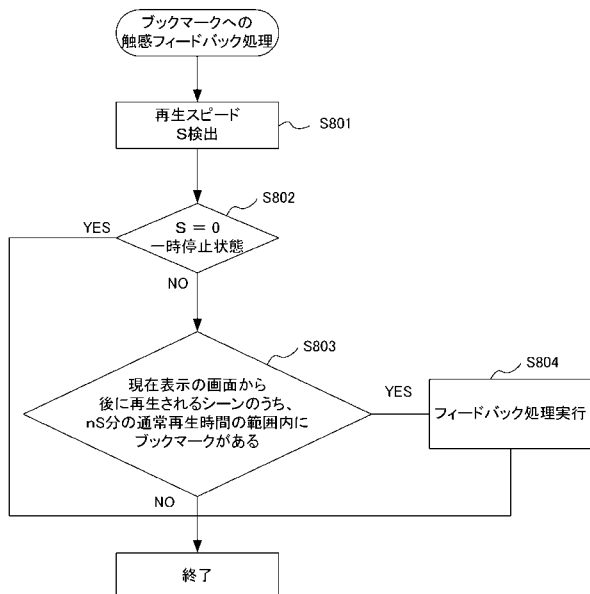 ブックマークへの
触感フィードバック処理
再生スピード
S検出
S801
S802
YES
S = 0
一時停止状態
NO
S803
現在表示の画面から
後に再生されるシーンのうち、
nS分の通常再生時間の範囲内に
ブックマークがある
YES
S804
フィードバック処理実行
NO
終了